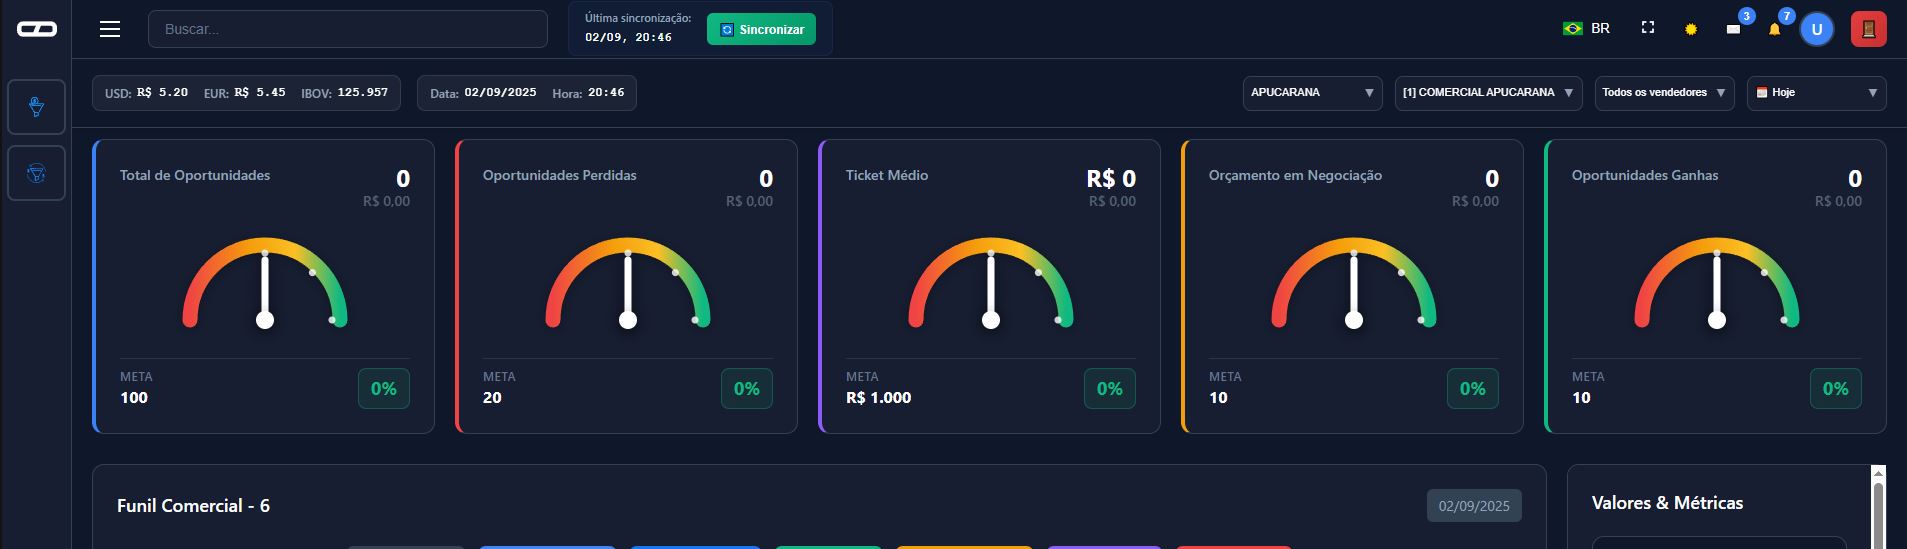 Buscar...
Última sincronização:
02/09, 20:46
Sincronizar
BR
3
7
U
USD: R$ 5.20 EUR: R$ 5.45 IBOV: 125.957
Data: 02/09/2025 Hora: 20:46
APUCARANA
[1] COMERCIAL APUCARANA
Todos os vendedores
Hoje
Total de Oportunidades
0
R$ 0,00
META
100
0%
Oportunidades Perdidas
0
R$ 0,00
META
20
0%
Ticket Médio
R$ 0
R$ 0,00
META
R$ 1.000
0%
Orçamento em Negociação
0
R$ 0,00
META
10
0%
Oportunidades Ganhas
0
R$ 0,00
META
10
0%
Funil Comercial - 6
02/09/2025
Valores & Métricas